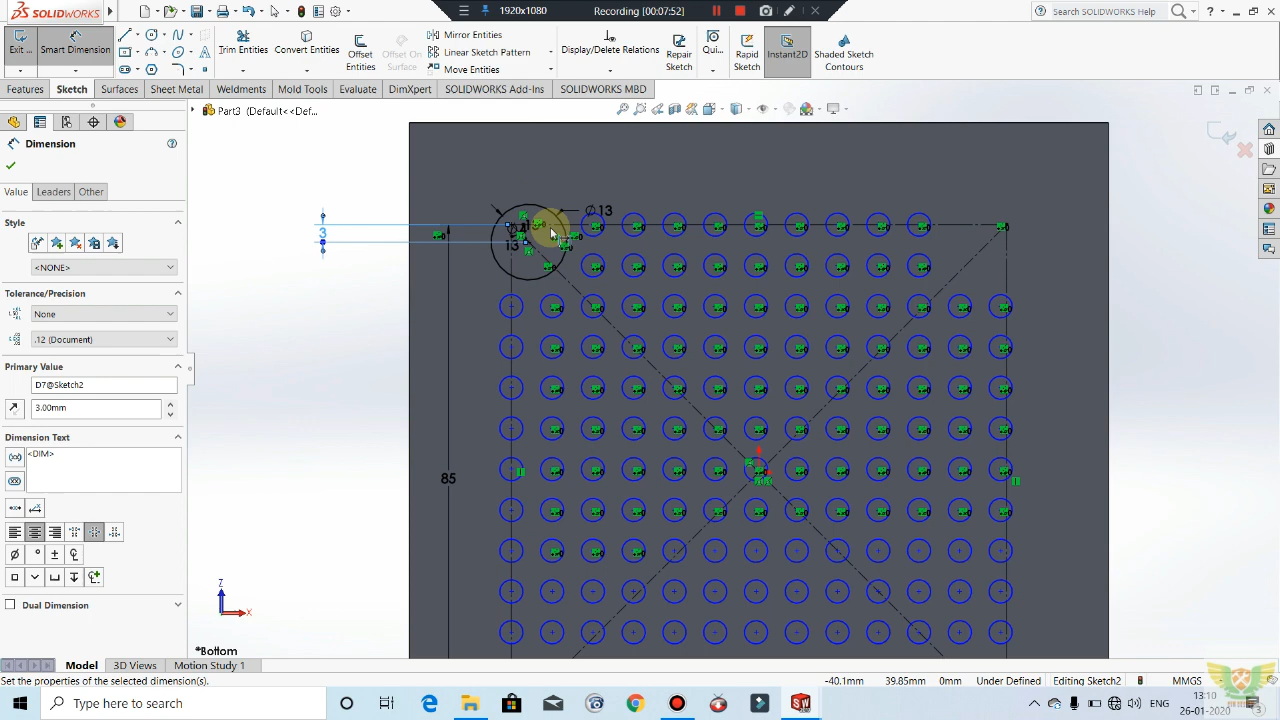 SOLIDWORKS
1920x1080
Recording [00:07:52]
Search SOLIDWORKS Help
Exit ...
Smart Dimension
Trim Entities
Convert Entities
Offset
Entities
Offset On
Surface
Mirror Entities
Linear Sketch Pattern
Move Entities
Display/Delete Relations
Repair
Sketch
Qui...
Rapid
Sketch
Instant2D
Shaded Sketch
Contours
Features
Sketch
Surfaces
Sheet Metal
Weldments
Mold Tools
Evaluate
DimXpert
SOLIDWORKS Add-Ins
SOLIDWORKS MBD
Part3 (Default<<Def...
Dimension
Value
Leaders
Other
Style
<NONE>
Tolerance/Precision
None
.12 (Document)
Primary Value
D7@Sketch2
3.00mm
Dimension Text
<DIM>
Dual Dimension
3
∅13
13
85
Z
X
*Bottom
Model
3D Views
Motion Study 1
Set the properties of the selected dimension(s).
-40.1mm
39.85mm
0mm
Under Defined
Editing Sketch2
MMGS
Type here to search
ENG
13:10
26-01-2020